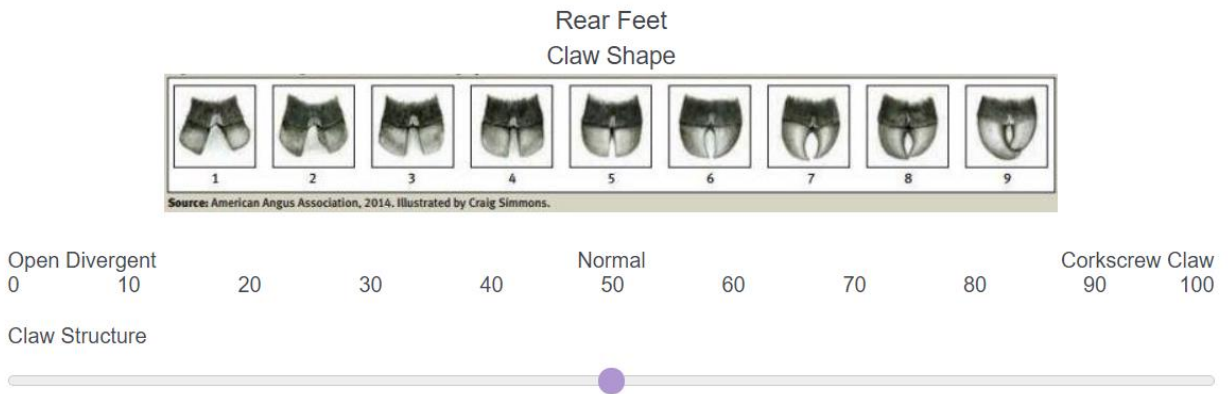 Rear Feet
Claw Shape
1 2 3 4 5 6 7 8 9
Source: American Angus Association, 2014. Illustrated by Craig Simmons.
Open Divergent Normal Corkscrew Claw
0 10 20 30 40 50 60 70 80 90 100
Claw Structure